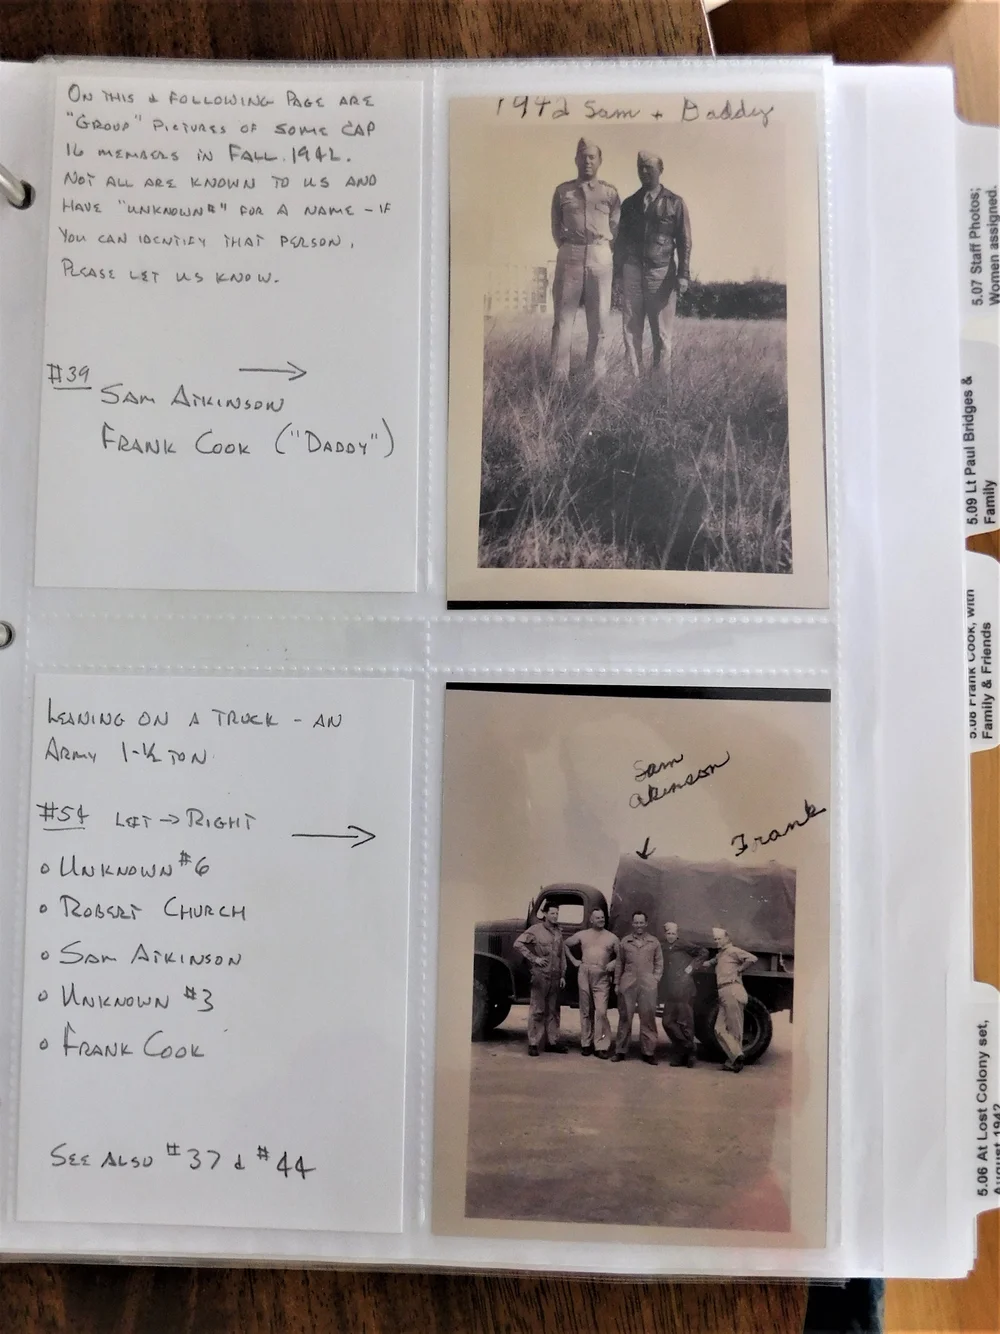 ON THIS & FOLLOWING PAGE ARE
"GROUP" PICTURES OF SOME CAP
16 MEMBERS IN FALL, 1942.
NOT ALL ARE KNOWN TO US AND
HAVE "UNKNOWN#" FOR A NAME - IF
YOU CAN IDENTIFY THAT PERSON,
PLEASE LET US KNOW.
#39
SAM ATKINSON
FRANK COOK ("DADDY")
1942 Sam + Daddy
LEANING ON A TRUCK - AN
ARMY 1-½ TON
#54 LEFT → RIGHT
UNKNOWN #6
ROBERT CHURCH
SAM ATKINSON
UNKNOWN #3
FRANK COOK
SEE ALSO #37 & #44
Sam
Akinson
Frank
5.07 Staff Photos;
Women assigned.
5.09 Lt Paul Bridges &
Family
5.08 Frank Cook, with
Family & Friends
5.06 At Lost Colony set,
August 1942